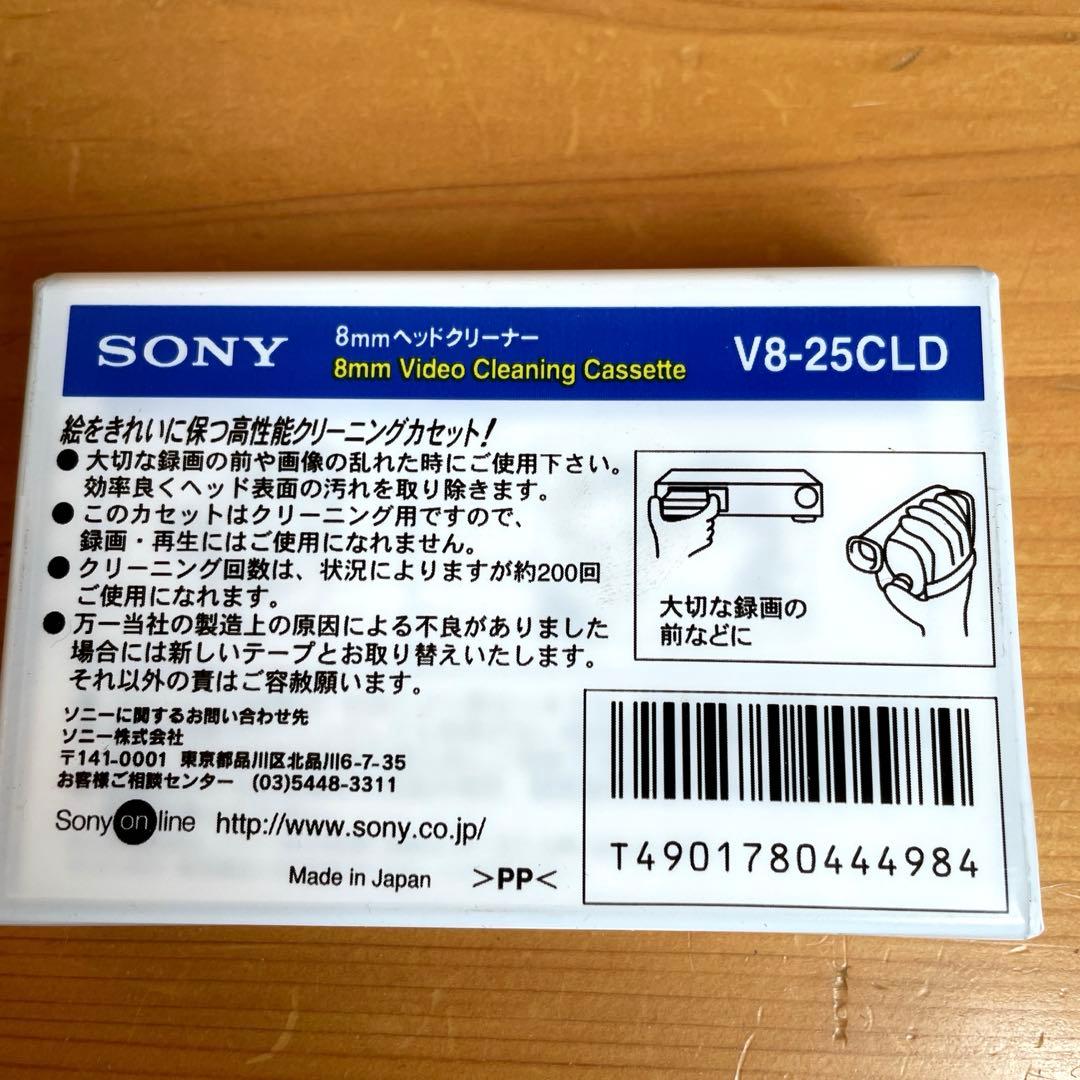 SONY
8mmヘッドクリーナー
8mm Video Cleaning Cassette
V8-25CLD
絵をきれいに保つ高性能クリーニングカセット!
● 大切な録画の前や画像の乱れた時にご使用下さい。
効率良くヘッド表面の汚れを取り除きます。
● このカセットはクリーニング用ですので、
録画・再生にはご使用になれません。
● クリーニング回数は、状況によりますが約200回
ご使用になれます。
● 万一当社の製造上の原因による不良がありました
場合には新しいテープとお取り替えいたします。
それ以外の責はご容赦願います。
大切な録画の
前などに
ソニーに関するお問い合わせ先
ソニー株式会社
〒141-0001 東京都品川区北品川6-7-35
お客様ご相談センター (03)5448-3311
Sony on line http://www.sony.co.jp/
Made in Japan >PP<
T4901780444984